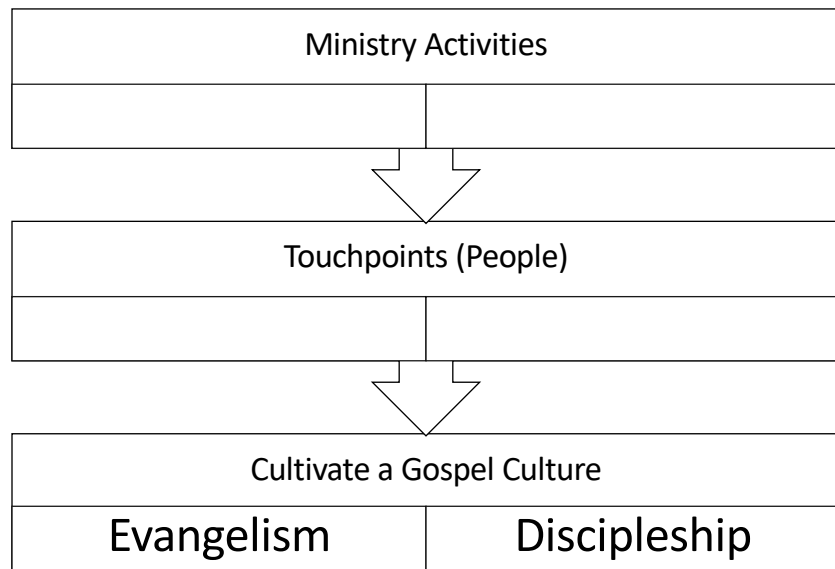 Ministry Activities
Touchpoints (People)
Cultivate a Gospel Culture
Evangelism
Discipleship